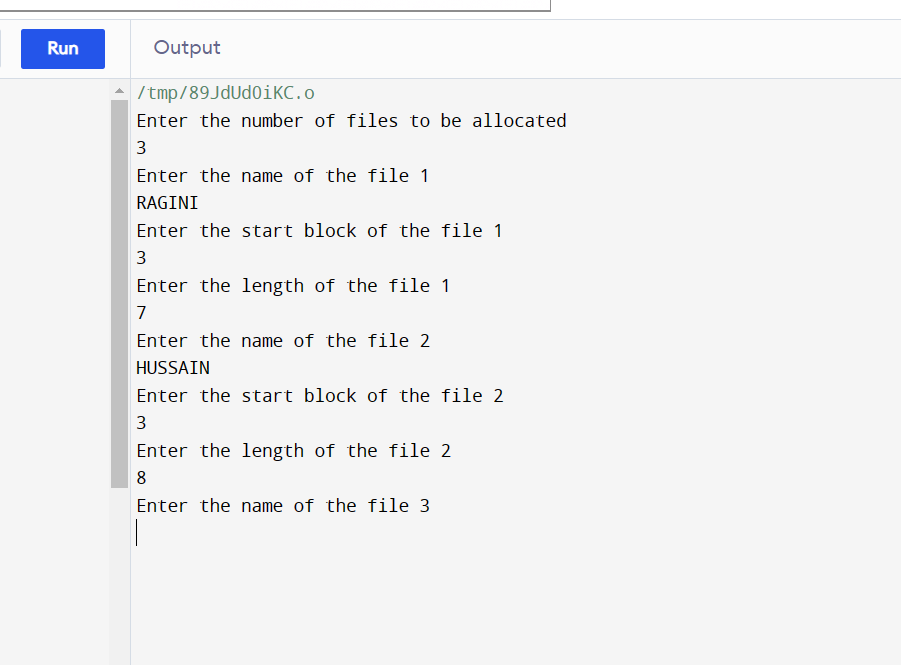 Run
Output
/tmp/89JdUdOiKC.o
Enter the number of files to be allocated
3
Enter the name of the file 1
RAGINI
Enter the start block of the file 1
3
Enter the length of the file 1
7
Enter the name of the file 2
HUSSAIN
Enter the start block of the file 2
3
Enter the length of the file 2
8
Enter the name of the file 3